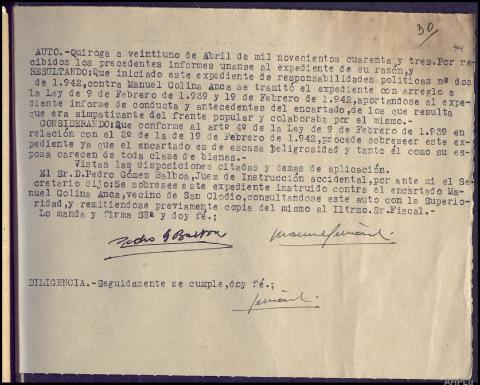 30
44
AUTO.-Quiroga a veintiuno de Abril de mil novecientos cuarenta y tres.Por re-
cibidos los precedentes informes unanse al expediente de su razón,y
RESULTANDO:Que iniciado este expediente de responsabilidades politicas nº dos
de 1.942,contra Manuel Colina Anca se tramitó el expediente con arreglo a
la Ley de 9 de Febrero de 1.939 y 19 de Febrero de 1.942,aportandose al expe-
diente informe de conducta y antecedentes del encartado,de los que resulta
que era simpatizante del frente popular y colaboraba por al mismo.-
CONSIDERANDO:Que conforme al artº 4º de la Ley de 9 de Febrero de 1.939 en
relación con el 2º de la de 19 de Febrero de 1.942,procede sobreseer este ex-
pediente ya que el encartado es de escasa peligrosidad y tanto él como su es-
posa carecen de toda clase de bienes.-
Vistas las disposiciones citadas y demas de aplicación.
El Sr.D.Pedro Gómez Balboa,Juez de Instrucción accidental,por ante mi el Se-
cretario dijo:Se sobresee este expediente instruido contra el encartado Ma-
nuel Colina Anca,vecino de San Clodio,consultandose este auto con la Superio-
ridad,y remitiendose previamente copia del mismo al Iltrmo.Sr.Fiscal.-
Lo manda y firma SSª y doy fé.;
Pedro G Balboa
DILIGENCIA.-Seguidamente se cumple,doy fé.;
AHPLU